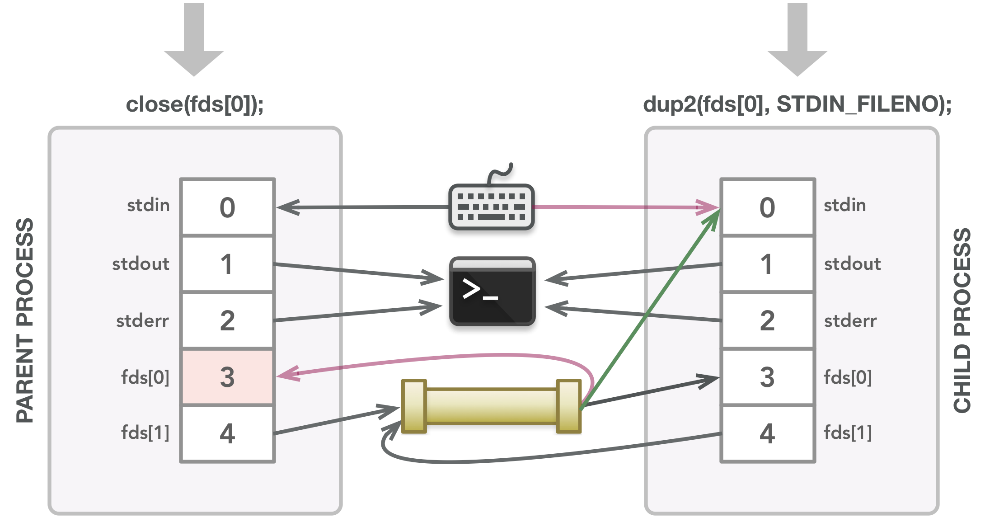 close(fds[0]);
dup2(fds[0], STDIN_FILENO);
PARENT PROCESS
stdin 0
stdout 1
stderr 2
fds[0] 3
fds[1] 4
>_
0 stdin
1 stdout
2 stderr
3 fds[0]
4 fds[1]
CHILD PROCESS